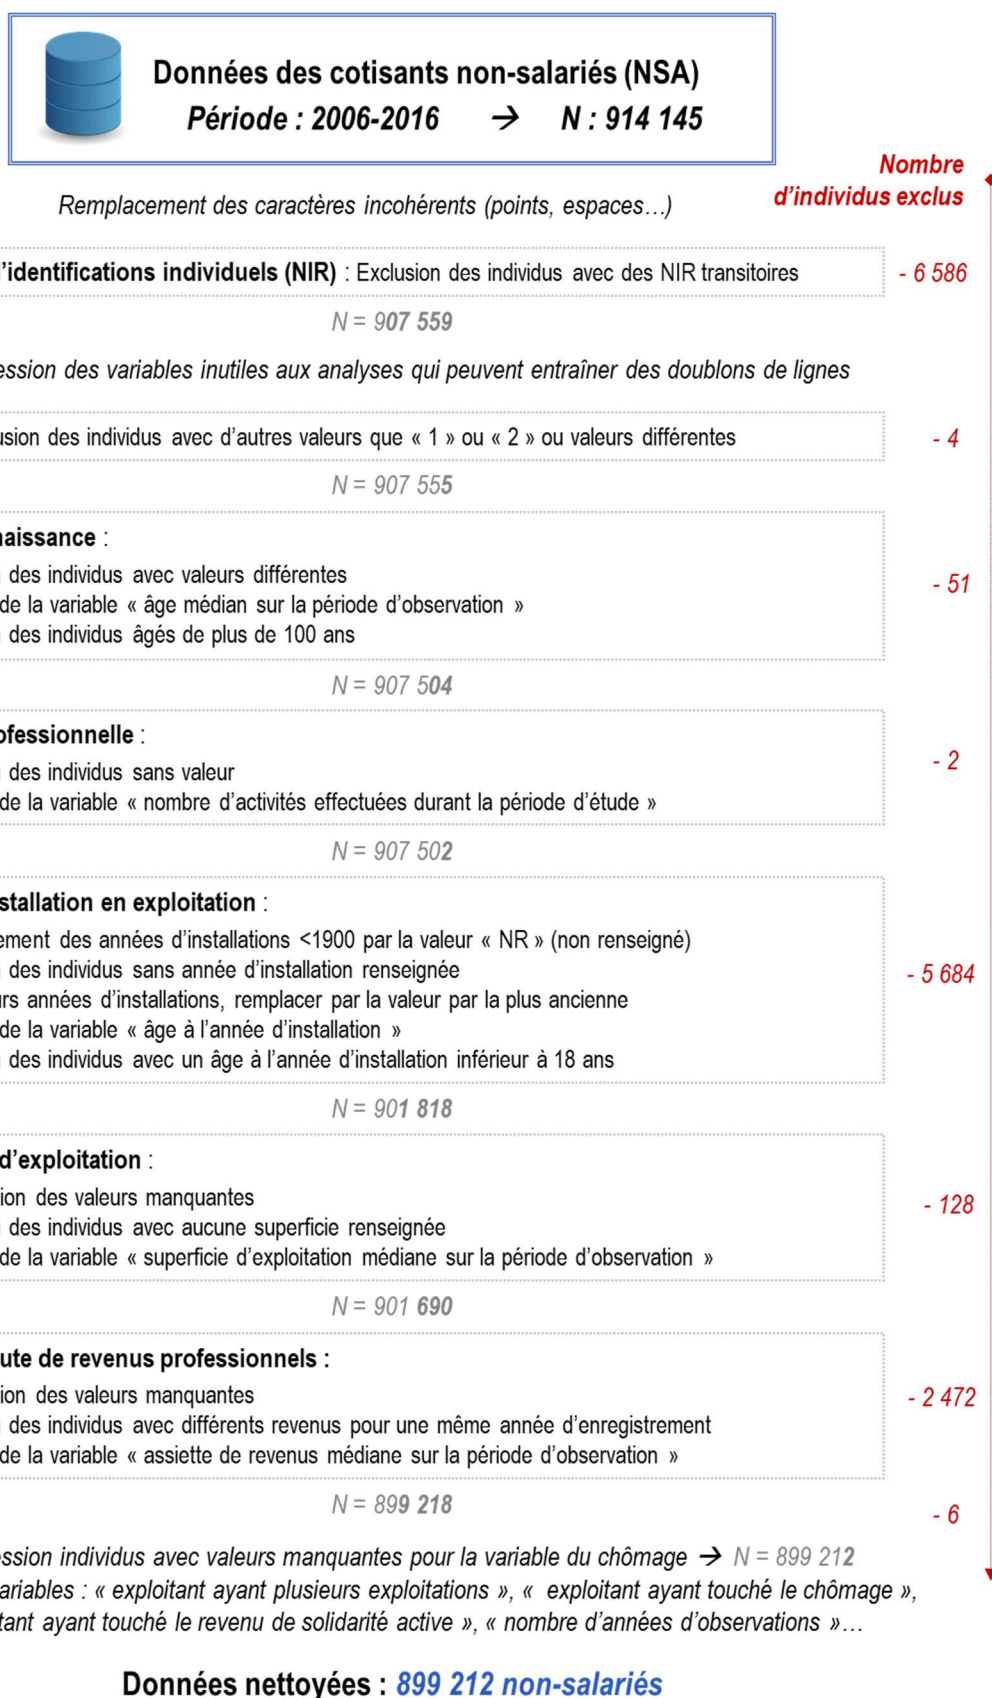 Données des cotisants non-salariés (NSA)
Période : 2006-2016 → N : 914 145
Nombre
d'individus exclus
Remplacement des caractères incohérents (points, espaces…)
l'identifications individuels (NIR) : Exclusion des individus avec des NIR transitoires - 6 586
N = 907 559
ession des variables inutiles aux analyses qui peuvent entraîner des doublons de lignes
usion des individus avec d'autres valeurs que « 1 » ou « 2 » ou valeurs différentes - 4
N = 907 555
naissance :
des individus avec valeurs différentes
- 51
de la variable « âge médian sur la période d'observation »
des individus âgés de plus de 100 ans
N = 907 504
ofessionnelle :
- 2
des individus sans valeur
de la variable « nombre d'activités effectuées durant la période d'étude »
N = 907 502
stallation en exploitation :
ement des années d'installations <1900 par la valeur « NR » (non renseigné)
des individus sans année d'installation renseignée - 5 684
urs années d'installations, remplacer par la valeur par la plus ancienne
de la variable « âge à l'année d'installation »
des individus avec un âge à l'année d'installation inférieur à 18 ans
N = 901 818
d'exploitation :
ion des valeurs manquantes - 128
des individus avec aucune superficie renseignée
de la variable « superficie d'exploitation médiane sur la période d'observation »
N = 901 690
ute de revenus professionnels :
ion des valeurs manquantes - 2 472
des individus avec différents revenus pour une même année d'enregistrement
de la variable « assiette de revenus médiane sur la période d'observation »
N = 899 218
- 6
ession individus avec valeurs manquantes pour la variable du chômage → N = 899 212
ariables : « exploitant ayant plusieurs exploitations », « exploitant ayant touché le chômage »,
tant ayant touché le revenu de solidarité active », « nombre d'années d'observations »…
Données nettoyées : 899 212 non-salariés